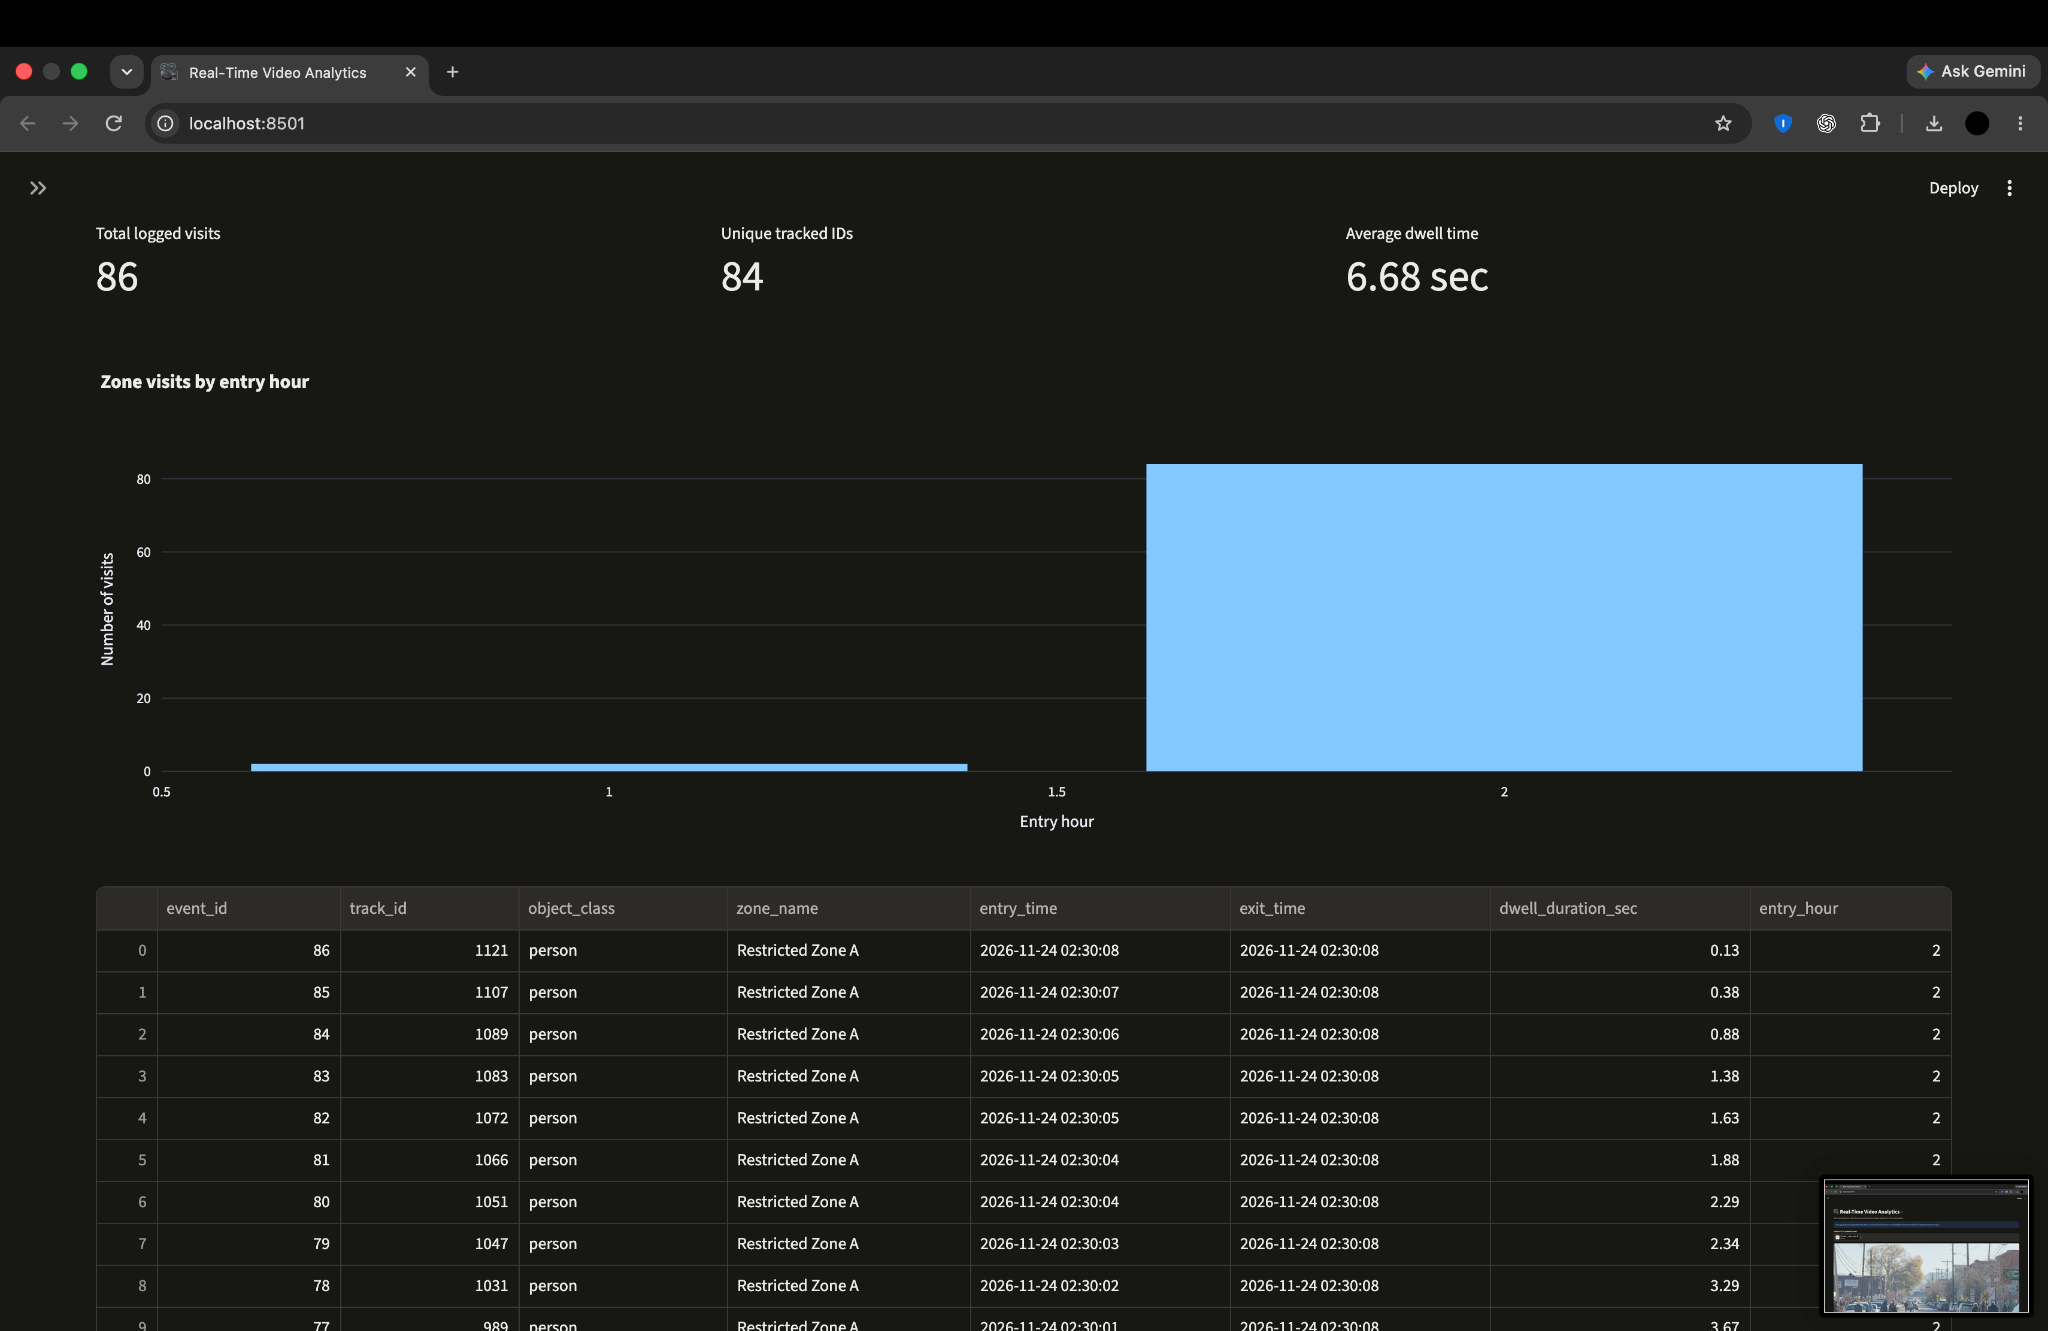 Real-Time Video Analytics
Ask Gemini
localhost:8501
Deploy
Total logged visits
Unique tracked IDs
Average dwell time
86
84
6.68 sec
Zone visits by entry hour
Number of visits
80
60
40
20
0
0.5
1
1.5
2
Entry hour
event_id track_id object_class zone_name entry_time exit_time dwell_duration_sec entry_hour
0 86 1121 person Restricted Zone A 2026-11-24 02:30:08 2026-11-24 02:30:08 0.13 2
1 85 1107 person Restricted Zone A 2026-11-24 02:30:07 2026-11-24 02:30:08 0.38 2
2 84 1089 person Restricted Zone A 2026-11-24 02:30:06 2026-11-24 02:30:08 0.88 2
3 83 1083 person Restricted Zone A 2026-11-24 02:30:05 2026-11-24 02:30:08 1.38 2
4 82 1072 person Restricted Zone A 2026-11-24 02:30:05 2026-11-24 02:30:08 1.63 2
5 81 1066 person Restricted Zone A 2026-11-24 02:30:04 2026-11-24 02:30:08 1.88 2
6 80 1051 person Restricted Zone A 2026-11-24 02:30:04 2026-11-24 02:30:08 2.29
7 79 1047 person Restricted Zone A 2026-11-24 02:30:03 2026-11-24 02:30:08 2.34
8 78 1031 person Restricted Zone A 2026-11-24 02:30:02 2026-11-24 02:30:08 3.29
9 77 989 person Restricted Zone A 2026-11-24 02:30:01 2026-11-24 02:30:08 3.67 2
Real-Time Video Analytics